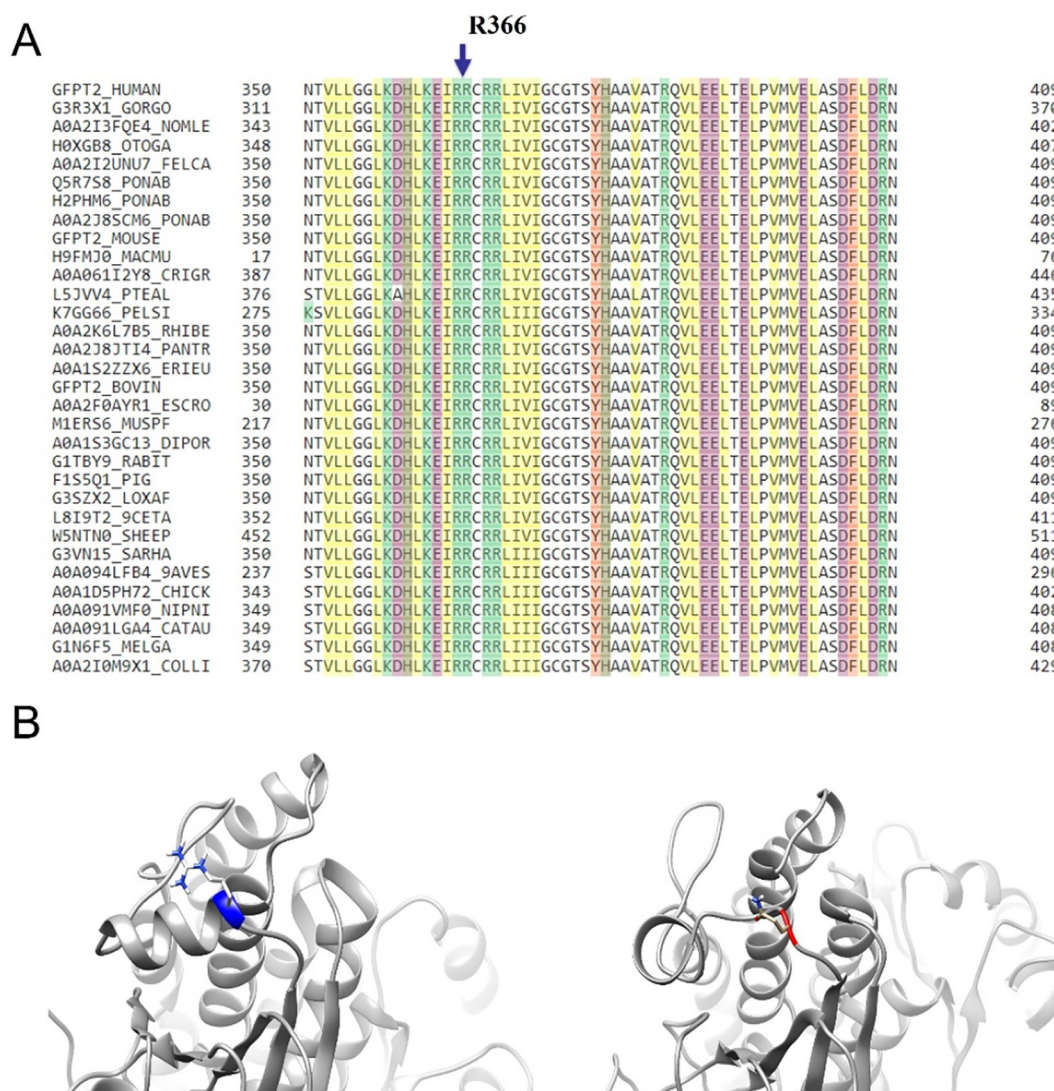 A
R366
GFPT2_HUMAN 350 NTVLLGGLKDHLKEIRRCRRLIVIGCGTSYHAAVATRQVLEELTELPVMVELASDFLDRN 409
G3R3X1_GORGO 311 NTVLLGGLKDHLKEIRRCRRLIVIGCGTSYHAAVATRQVLEELTELPVMVELASDFLDRN 370
A0A2I3FQE4_NOMLE 343 NTVLLGGLKDHLKEIRRCRRLIVIGCGTSYHAAVATRQVLEELTELPVMVELASDFLDRN 402
H0XGB8_OTOGA 348 NTVLLGGLKDHLKEIRRCRRLIVIGCGTSYHAAVATRQVLEELTELPVMVELASDFLDRN 407
A0A2I2UNU7_FELCA 350 NTVLLGGLKDHLKEIRRCRRLIVIGCGTSYHAAVATRQVLEELTELPVMVELASDFLDRN 409
Q5R7S8_PONAB 350 NTVLLGGLKDHLKEIRRCRRLIVIGCGTSYHAAVATRQVLEELTELPVMVELASDFLDRN 409
H2PHM6_PONAB 350 NTVLLGGLKDHLKEIRRCRRLIVIGCGTSYHAAVATRQVLEELTELPVMVELASDFLDRN 409
A0A2J8SCM6_PONAB 350 NTVLLGGLKDHLKEIRRCRRLIVIGCGTSYHAAVATRQVLEELTELPVMVELASDFLDRN 409
GFPT2_MOUSE 350 NTVLLGGLKDHLKEIRRCRRLIVIGCGTSYHAAVATRQVLEELTELPVMVELASDFLDRN 409
H9FMJ0_MACMU 17 NTVLLGGLKDHLKEIRRCRRLIVIGCGTSYHAAVATRQVLEELTELPVMVELASDFLDRN 76
A0A061I2Y8_CRIGR 387 NTVLLGGLKDHLKEIRRCRRLIVIGCGTSYHAAVATRQVLEELTELPVMVELASDFLDRN 446
L5JVV4_PTEAL 376 STVLLGGLKAHLKEIRRCRRLIVIGCGTSYHAALATRQVLEELTELPVMVELASDFLDRN 435
K7GG66_PELSI 275 KSVLLGGLKDHLKEIRRCRRLIIIGCGTSYHAAVATRQVLEELTELPVMVELASDFLDRN 334
A0A2K6L7B5_RHIBE 350 NTVLLGGLKDHLKEIRRCRRLIVIGCGTSYHAAVATRQVLEELTELPVMVELASDFLDRN 409
A0A2J8JTI4_PANTR 350 NTVLLGGLKDHLKEIRRCRRLIVIGCGTSYHAAVATRQVLEELTELPVMVELASDFLDRN 409
A0A1S2ZZX6_ERIEU 350 NTVLLGGLKDHLKEIRRCRRLIVIGCGTSYHAAVATRQVLEELTELPVMVELASDFLDRN 409
GFPT2_BOVIN 350 NTVLLGGLKDHLKEIRRCRRLIVIGCGTSYHAAVATRQVLEELTELPVMVELASDFLDRN 409
A0A2F0AYR1_ESCRO 30 NTVLLGGLKDHLKEIRRCRRLIVIGCGTSYHAAVATRQVLEELTELPVMVELASDFLDRN 89
M1ERS6_MUSPF 217 NTVLLGGLKDHLKEIRRCRRLIVIGCGTSYHAAVATRQVLEELTELPVMVELASDFLDRN 276
A0A1S3GC13_DIPOR 350 NTVLLGGLKDHLKEIRRCRRLIVIGCGTSYHAAVATRQVLEELTELPVMVELASDFLDRN 409
G1TBY9_RABIT 350 NTVLLGGLKDHLKEIRRCRRLIVIGCGTSYHAAVATRQVLEELTELPVMVELASDFLDRN 409
F1S5Q1_PIG 350 NTVLLGGLKDHLKEIRRCRRLIVIGCGTSYHAAVATRQVLEELTELPVMVELASDFLDRN 409
G3SZX2_LOXAF 350 NTVLLGGLKDHLKEIRRCRRLIVIGCGTSYHAAVATRQVLEELTELPVMVELASDFLDRN 409
L8I9T2_9CETA 352 NTVLLGGLKDHLKEIRRCRRLIVIGCGTSYHAAVATRQVLEELTELPVMVELASDFLDRN 411
W5NTN0_SHEEP 452 NTVLLGGLKDHLKEIRRCRRLIVIGCGTSYHAAVATRQVLEELTELPVMVELASDFLDRN 511
G3VN15_SARHA 350 NTVLLGGLKDHLKEIRRCRRLIIIGCGTSYHAAVATRQVLEELTELPVMVELASDFLDRN 409
A0A094LFB4_9AVES 237 STVLLGGLKDHLKEIRRCRRLIIIGCGTSYHAAVATRQVLEELTELPVMVELASDFLDRN 296
A0A1D5PH72_CHICK 343 STVLLGGLKDHLKEIRRCRRLIIIGCGTSYHAAVATRQVLEELTELPVMVELASDFLDRN 402
A0A091VMF0_NIPNI 349 STVLLGGLKDHLKEIRRCRRLIIIGCGTSYHAAVATRQVLEELTELPVMVELASDFLDRN 408
A0A091LGA4_CATAU 349 STVLLGGLKDHLKEIRRCRRLIIIGCGTSYHAAVATRQVLEELTELPVMVELASDFLDRN 408
G1N6F5_MELGA 349 STVLLGGLKDHLKEIRRCRRLIIIGCGTSYHAAVATRQVLEELTELPVMVELASDFLDRN 408
A0A2I0M9X1_COLLI 370 STVLLGGLKDHLKEIRRCRRLIIIGCGTSYHAAVATRQVLEELTELPVMVELASDFLDRN 429
B